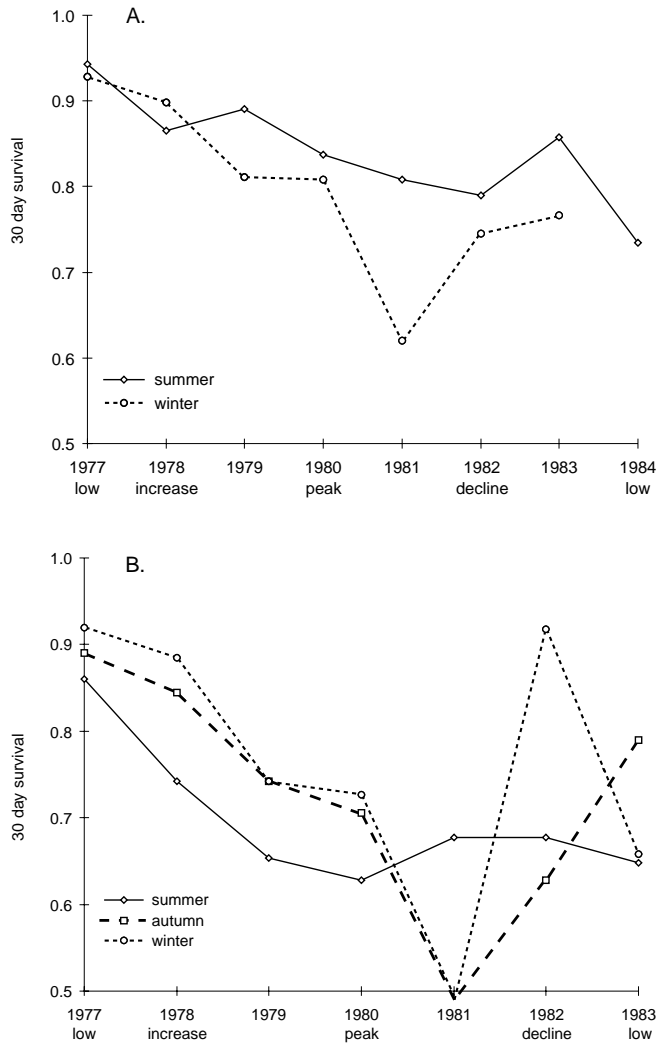 A.
1.0
0.9
0.8
0.7
0.6
0.5
30 day survival
summer
winter
1977 1978 1979 1980 1981 1982 1983 1984
low increase peak decline low
B.
1.0
0.9
0.8
0.7
0.6
0.5
30 day survival
summer
autumn
winter
1977 1978 1979 1980 1981 1982 1983
low increase peak decline low